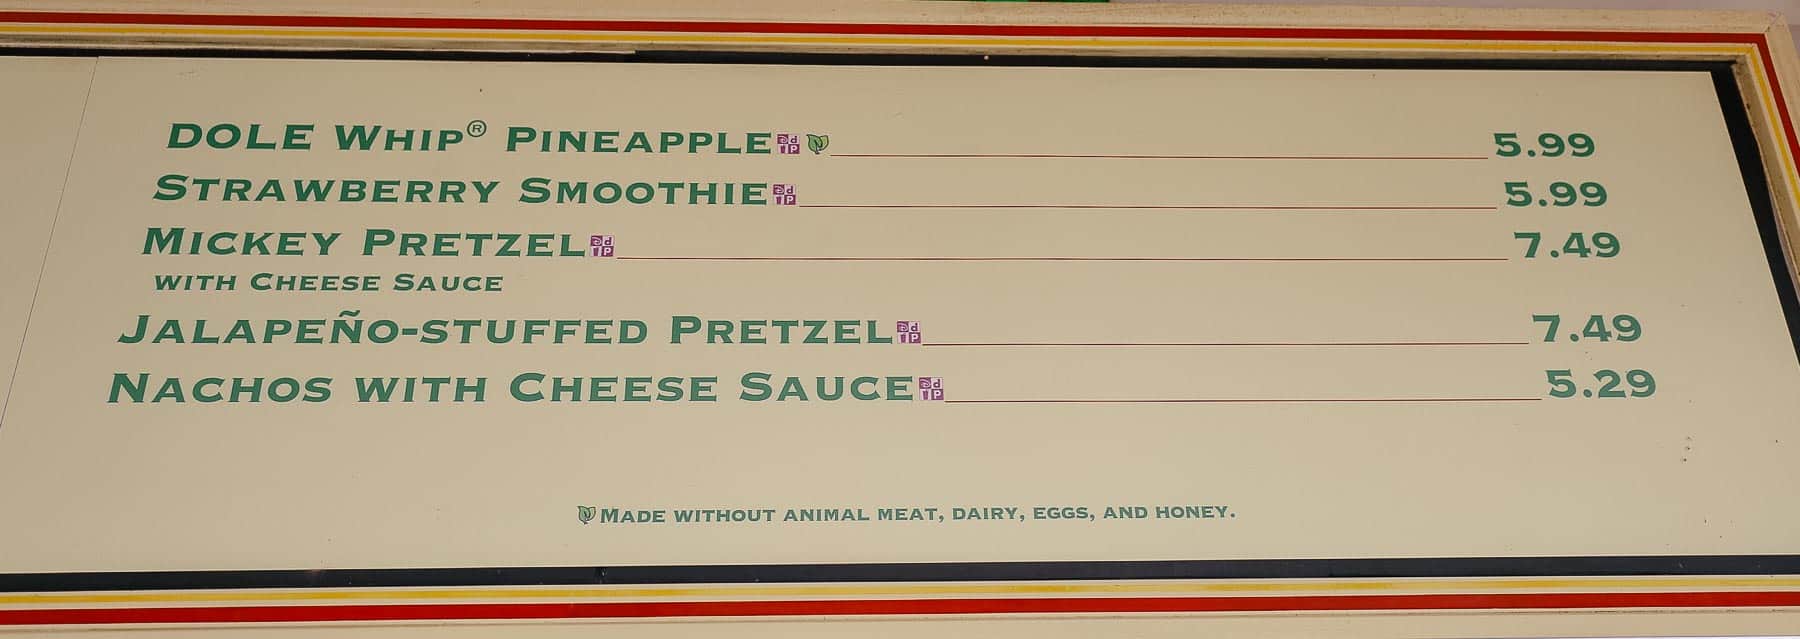 DOLE Whip® Pineapple 5.99
Strawberry Smoothie 5.99
Mickey Pretzel 7.49
with Cheese Sauce
Jalapeño-stuffed Pretzel 7.49
Nachos with Cheese Sauce 5.29
Made without animal meat, dairy, eggs, and honey.